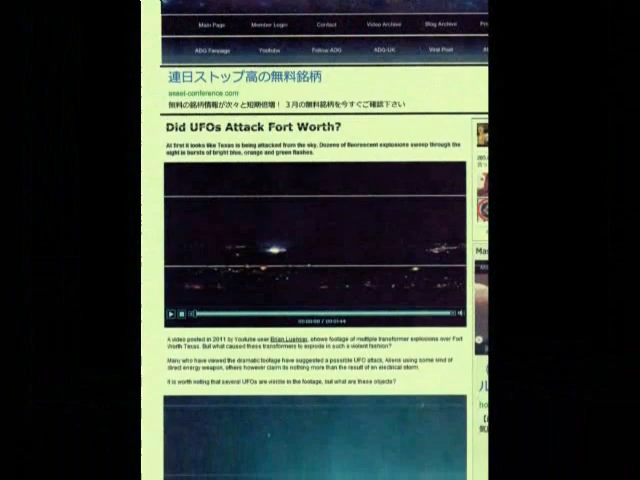 Main Page Member Login Contact Video Archive Blog Archive
ADG Fanpage Youtube Follow ADG ADG-UK Viral Post
連日ストップ高の無料銘柄
asset-conference.com
無料の銘柄情報が次々と短期倍増！ 3月の無料銘柄を今すぐご確認下さい
Did UFOs Attack Fort Worth?
At first it looks like Texas is being attacked from the sky. Dozens of fluorescent explosions sweep through the
night in bursts of bright blue, orange and green flashes.
A video posted in 2011 by Youtube user Brian Luenser, shows footage of multiple transformer explosions over Fort
Worth Texas. But what caused these transformers to explode in such a violent fashion?
Many who have viewed the dramatic footage have suggested a possible UFO attack, Aliens using some kind of
direct energy weapon, others however claim its nothing more than the result of an electrical storm.
It is worth noting that several UFOs are visible in the footage, but what are these objects?